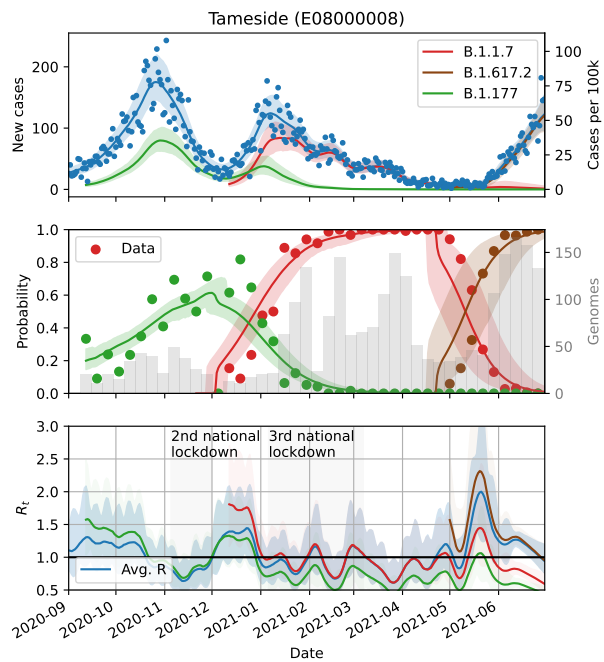 Tameside (E08000008)
New cases
200
100
0
B.1.1.7
B.1.617.2
B.1.177
100
75
50
25
0
Cases per 100k
Probability
1.0
0.8
0.6
0.4
0.2
0.0
Data
150
100
50
0
Genomes
R_t
3.0
2.5
2.0
1.5
1.0
0.5
2nd national
lockdown
3rd national
lockdown
Avg. R
2020-09
2020-10
2020-11
2020-12
2021-01
2021-02
2021-03
2021-04
2021-05
2021-06
Date